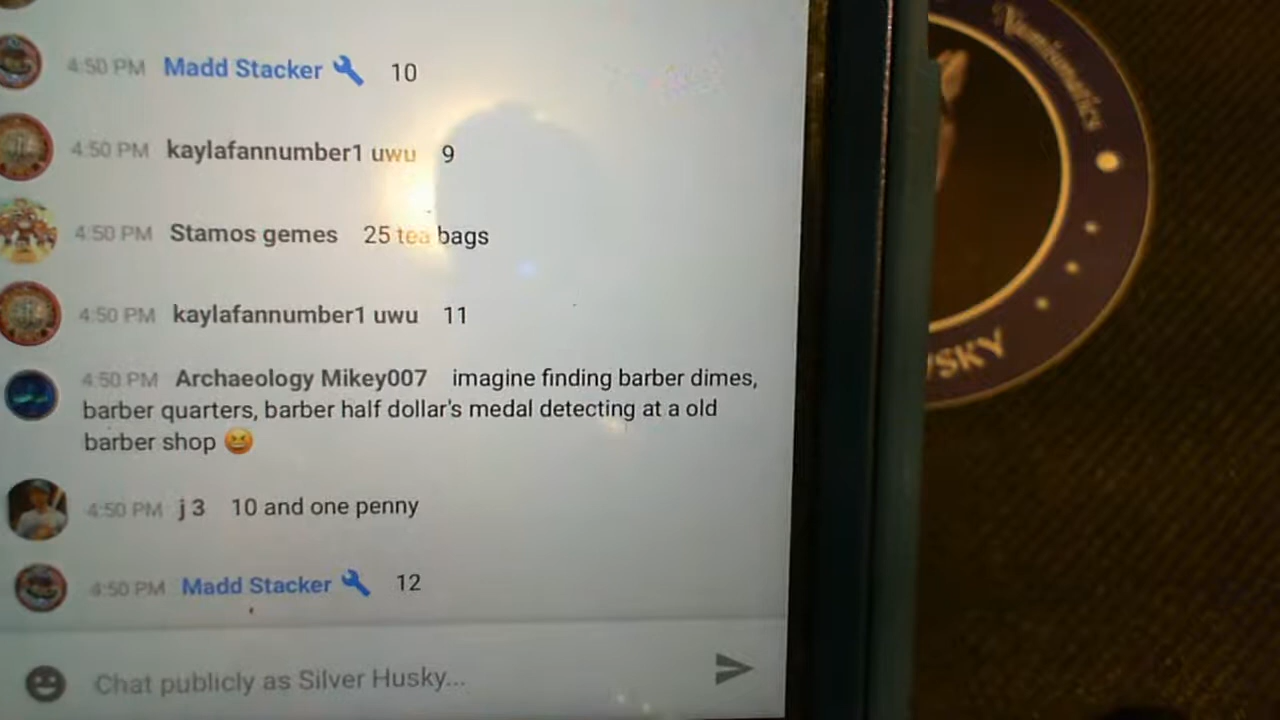 4:50 PM Madd Stacker 10
4:50 PM kaylafannumber1 uwu 9
4:50 PM Stamos gemes 25 tea bags
4:50 PM kaylafannumber1 uwu 11
4:50 PM Archaeology Mikey007 imagine finding barber dimes,
barber quarters, barber half dollar's medal detecting at a old
barber shop 😆
4:50 PM j 3 10 and one penny
4:50 PM Madd Stacker 12
Chat publicly as Silver Husky...
Numismatics